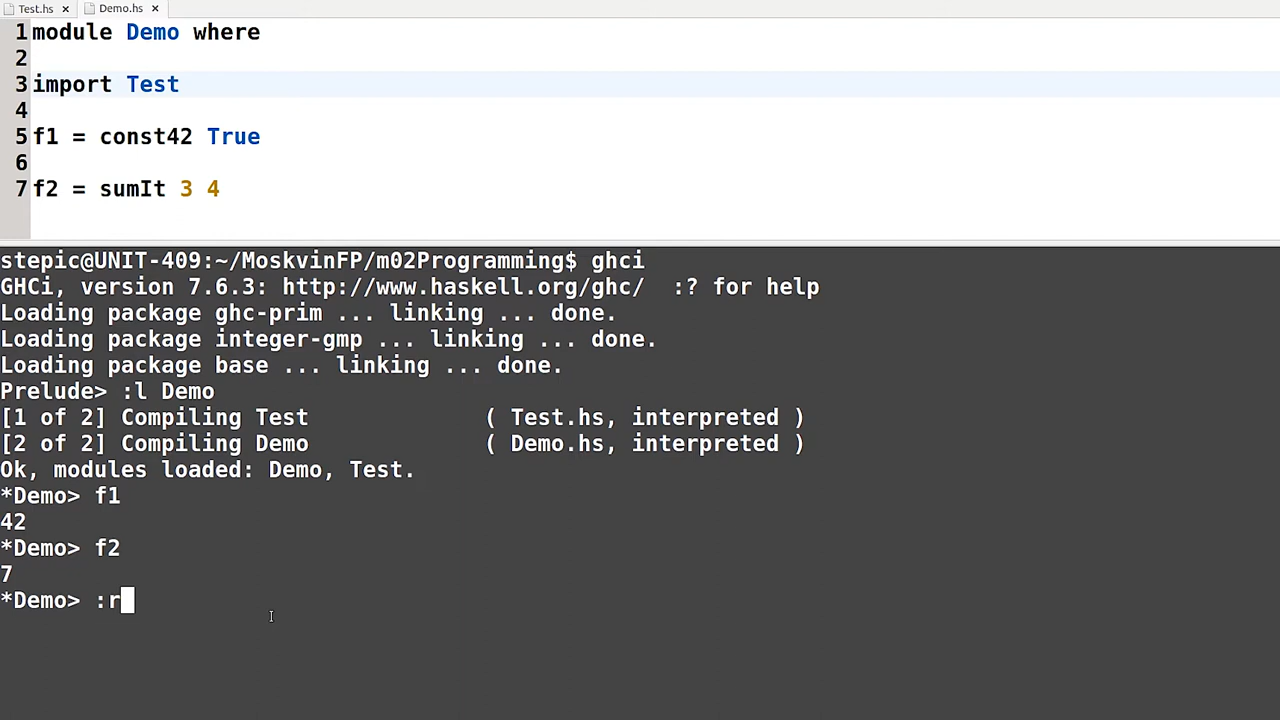 Test.hs × Demo.hs ×
1 module Demo where
2
3 import Test
4
5 f1 = const42 True
6
7 f2 = sumIt 3 4
stepic@UNIT-409:~/MoskvinFP/m02Programming$ ghci
GHCi, version 7.6.3: http://www.haskell.org/ghc/  :? for help
Loading package ghc-prim ... linking ... done.
Loading package integer-gmp ... linking ... done.
Loading package base ... linking ... done.
Prelude> :l Demo
[1 of 2] Compiling Test             ( Test.hs, interpreted )
[2 of 2] Compiling Demo             ( Demo.hs, interpreted )
Ok, modules loaded: Demo, Test.
*Demo> f1
42
*Demo> f2
7
*Demo> :r